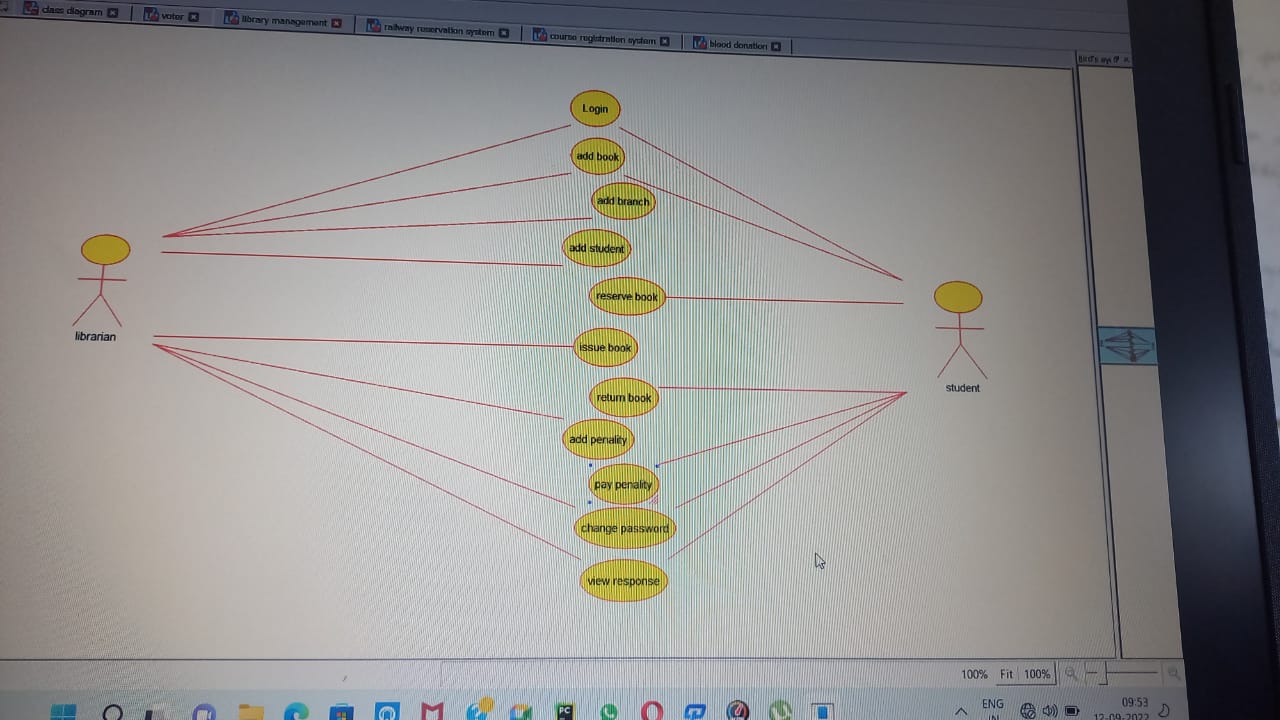 class diagram
voter
library management
railway reservation system
course registration system
blood donation
Bird's ey
Login
add book
add branch
add student
reserve book
issue book
return book
add penality
pay penality
change password
view response
librarian
student
100% Fit 100%
PC
ENG
IN
09:53
12-09-2022